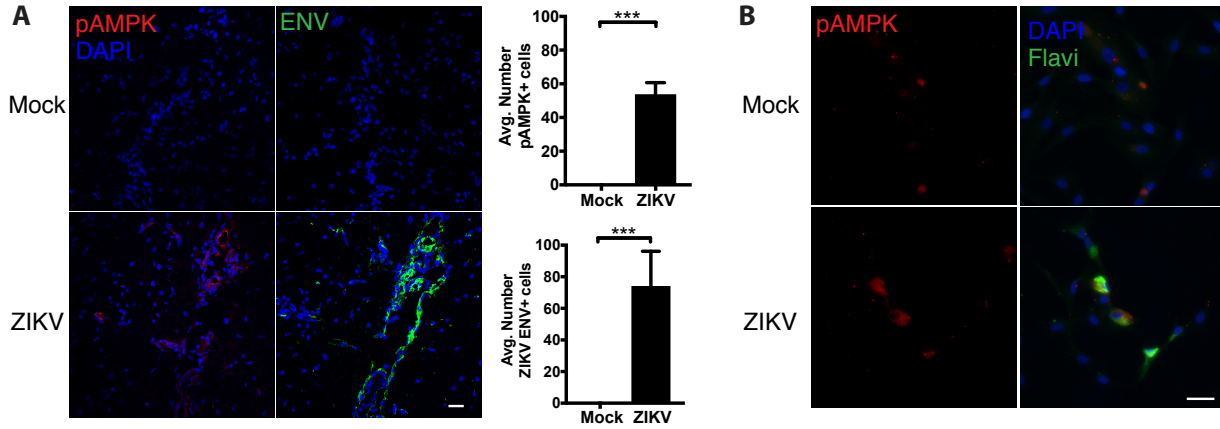 A
pAMPK
DAPI
ENV
Mock
ZIKV
Avg. Number
pAMPK+ cells
100
80
60
40
20
0
***
Mock ZIKV
Avg. Number
ZIKV ENV+ cells
100
80
60
40
20
0
***
Mock ZIKV
B
pAMPK
DAPI
Flavi
Mock
ZIKV